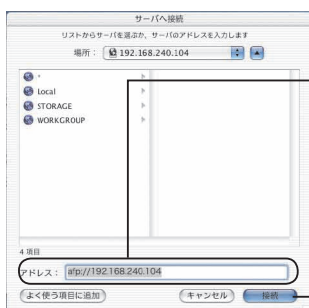 サーバへ接続
リストからサーバを選ぶか、サーバのアドレスを入力します
場所： 192.168.240.104
*
Local
STORAGE
WORKGROUP
4 項目
アドレス： afp://192.168.240.104
よく使う項目に追加 キャンセル 接続